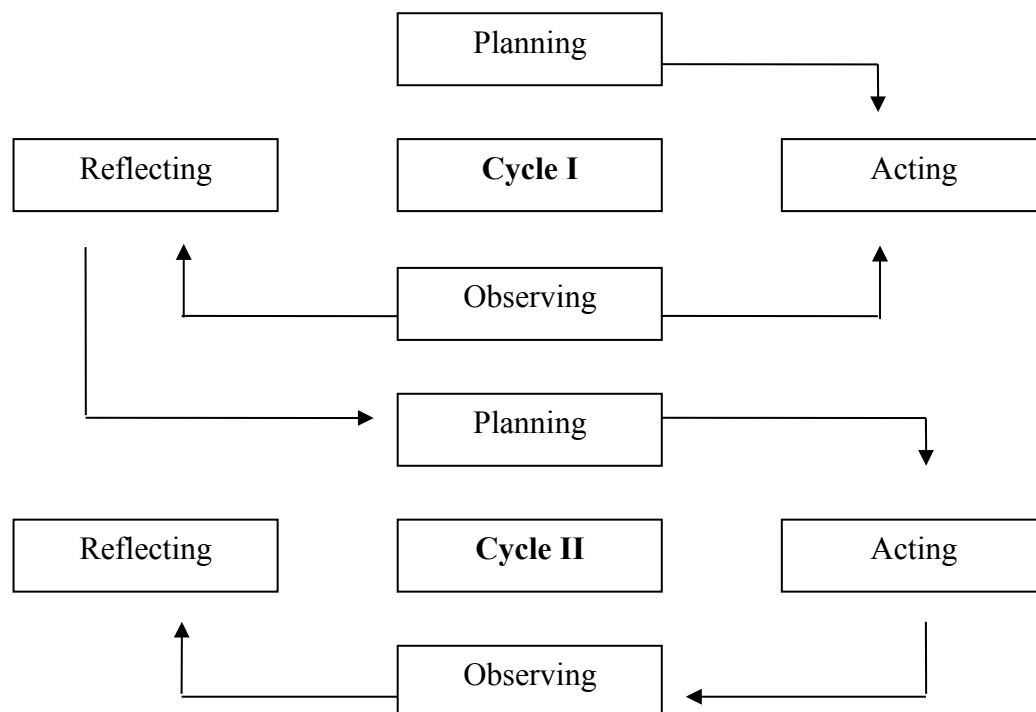 Planning
Reflecting
Cycle I
Acting
Observing
Planning
Reflecting
Cycle II
Acting
Observing